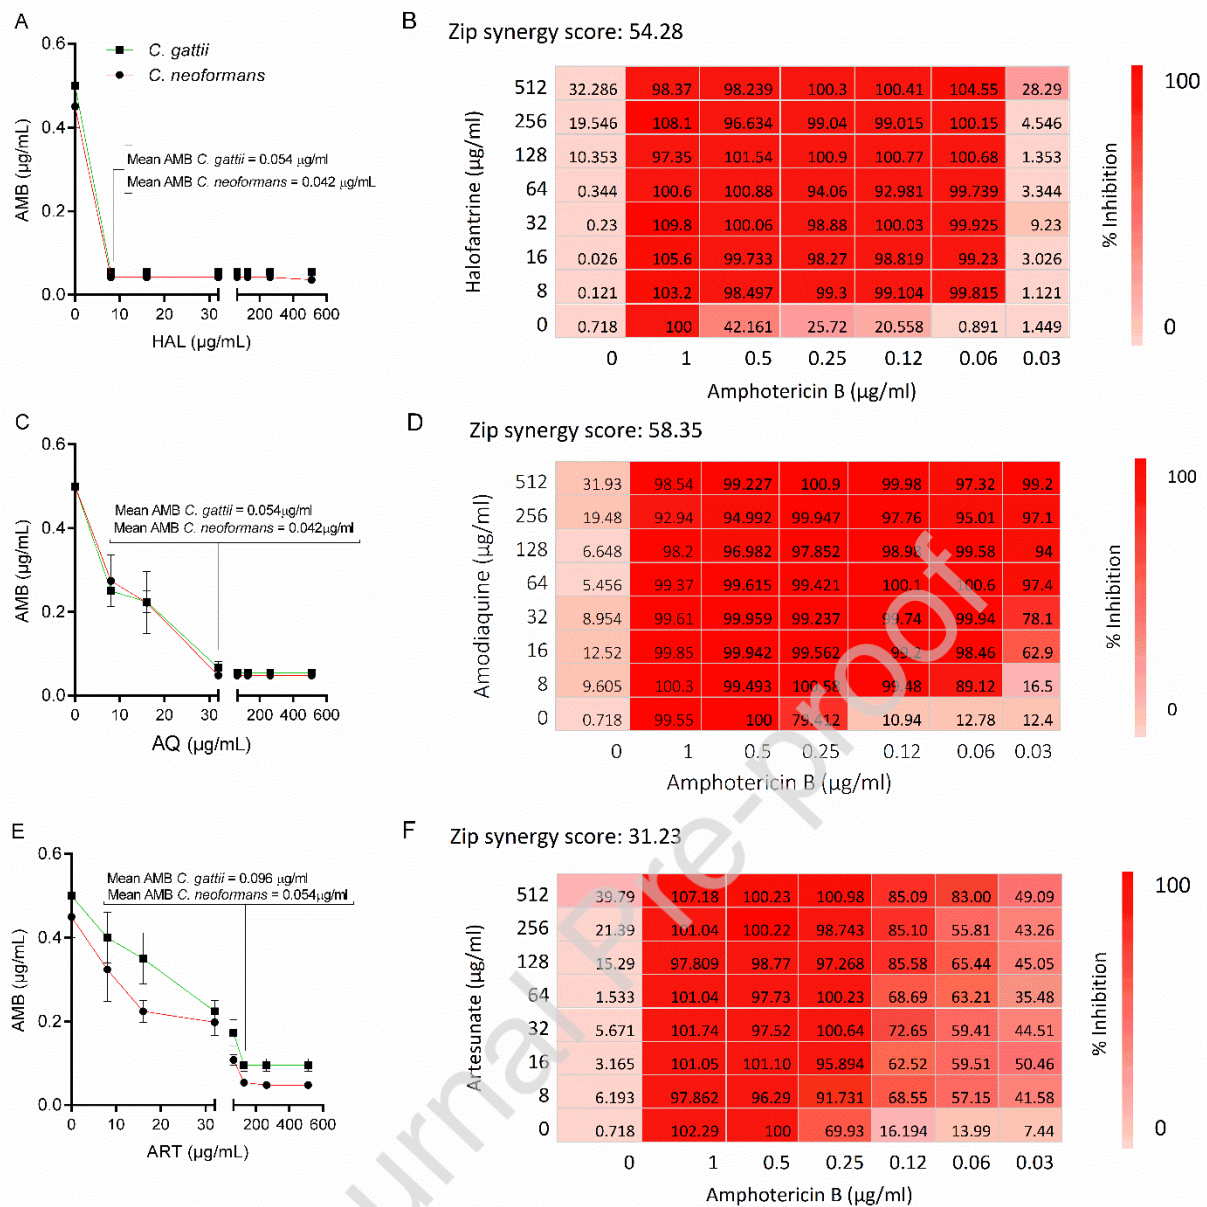 A
0.6
0.4
0.2
0.0
AMB (µg/mL)
C. gattii
C. neoformans
Mean AMB C. gattii = 0.054 µg/ml
Mean AMB C. neoformans = 0.042 µg/mL
0 10 20 30 200 400 600
HAL (µg/mL)
B
Zip synergy score: 54.28
Halofantrine (µg/ml)
512 32.286 98.37 98.239 100.3 100.41 104.55 28.29
256 19.546 108.1 96.634 99.04 99.015 100.15 4.546
128 10.353 97.35 101.54 100.9 100.77 100.68 1.353
64 0.344 100.6 100.88 94.06 92.981 99.739 3.344
32 0.23 109.8 100.06 98.88 100.03 99.925 9.23
16 0.026 105.6 99.733 98.27 98.819 99.23 3.026
8 0.121 103.2 98.497 99.3 99.104 99.815 1.121
0 0.718 100 42.161 25.72 20.558 0.891 1.449
0 1 0.5 0.25 0.12 0.06 0.03
Amphotericin B (µg/ml)
% Inhibition
100
0
C
0.6
0.4
0.2
0.0
AMB (µg/mL)
Mean AMB C. gattii = 0.054µg/ml
Mean AMB C. neoformans = 0.042µg/ml
0 10 20 30 200 400 600
AQ (µg/mL)
D
Zip synergy score: 58.35
Amodiaquine (µg/ml)
512 31.93 98.54 99.227 100.9 99.98 97.32 99.2
256 19.48 92.94 94.992 99.947 97.76 95.01 97.1
128 6.648 98.2 96.982 97.852 98.98 99.58 94
64 5.456 99.37 99.615 99.421 100.1 100.6 97.4
32 8.954 99.61 99.959 99.237 99.74 99.94 78.1
16 12.52 99.85 99.942 99.562 99.2 98.46 62.9
8 9.605 100.3 99.493 100.58 99.48 89.12 16.5
0 0.718 99.55 100 79.412 10.94 12.78 12.4
0 1 0.5 0.25 0.12 0.06 0.03
Amphotericin B (µg/ml)
% Inhibition
100
0
E
0.6
0.4
0.2
0.0
AMB (µg/mL)
Mean AMB C. gattii = 0.096 µg/ml
Mean AMB C. neoformans = 0.054µg/ml
0 10 20 30 200 400 600
ART (µg/mL)
F
Zip synergy score: 31.23
Artesunate (µg/ml)
512 39.79 107.18 100.23 100.98 85.09 83.00 49.09
256 21.39 101.04 100.22 98.743 85.10 55.81 43.26
128 15.29 97.809 98.77 97.268 85.58 65.44 45.05
64 1.533 101.04 97.73 100.23 68.69 63.21 35.48
32 5.671 101.74 97.52 100.64 72.65 59.41 44.51
16 3.165 101.05 101.10 95.894 62.52 59.51 50.46
8 6.193 97.862 96.29 91.731 68.55 57.15 41.58
0 0.718 102.29 100 69.93 16.194 13.99 7.44
0 1 0.5 0.25 0.12 0.06 0.03
Amphotericin B (µg/ml)
% Inhibition
100
0
urnal Pre-proof